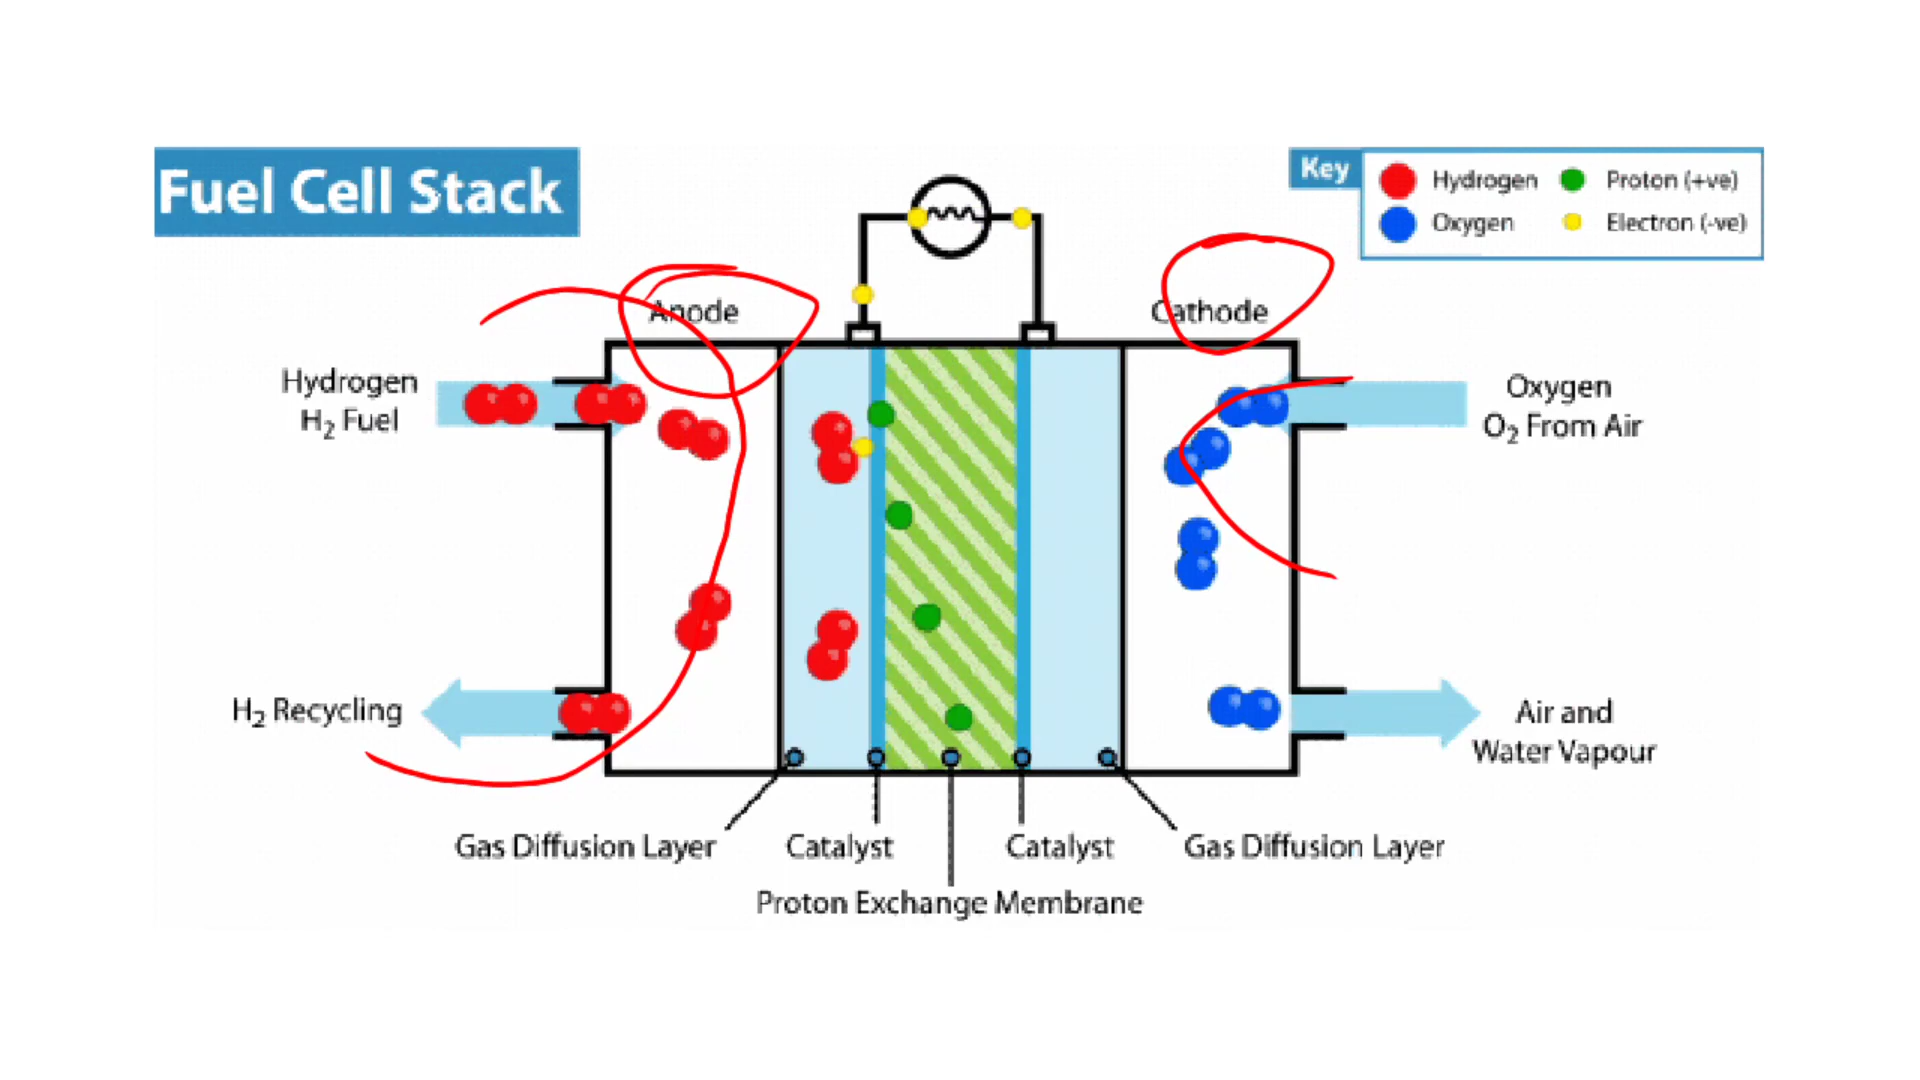 Fuel Cell Stack
Key
Hydrogen
Proton (+ve)
Oxygen
Electron (-ve)
Anode
Cathode
Hydrogen
H₂ Fuel
Oxygen
O₂ From Air
H₂ Recycling
Air and
Water Vapour
Gas Diffusion Layer
Catalyst
Catalyst
Gas Diffusion Layer
Proton Exchange Membrane